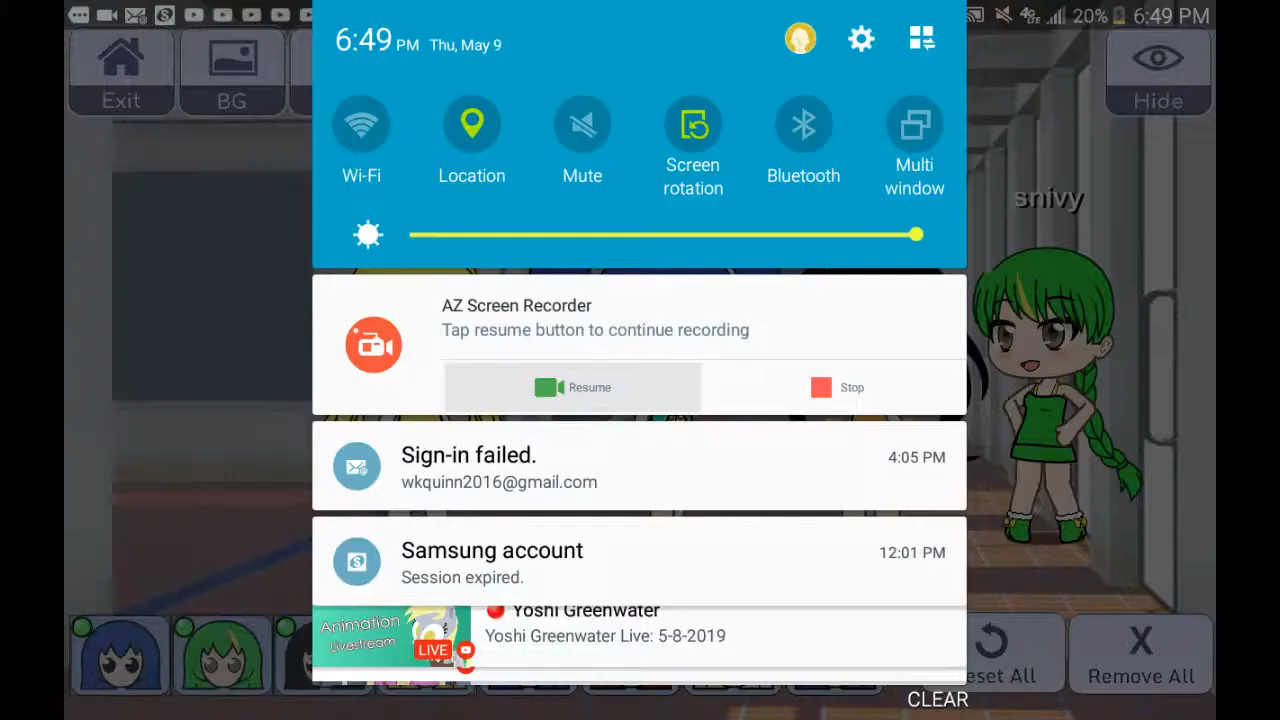 20% 6:49 PM
6:49 PM Thu, May 9
Exit
BG
Hide
Wi-Fi
Location
Mute
Screen rotation
Bluetooth
Multi window
snivy
AZ Screen Recorder
Tap resume button to continue recording
Resume
Stop
Sign-in failed.
4:05 PM
wkquinn2016@gmail.com
Samsung account
12:01 PM
Session expired.
Animation
Livestream
LIVE
Yoshi Greenwater
Yoshi Greenwater Live: 5-8-2019
eset All
Remove All
CLEAR